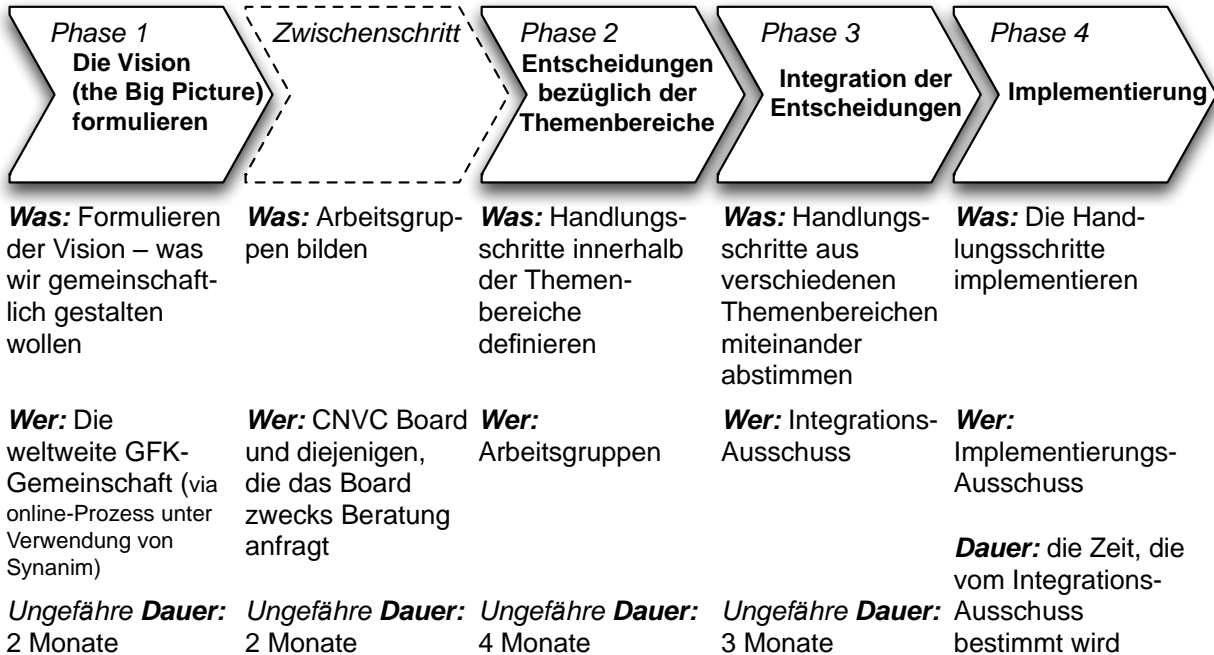 Phase 1
Die Vision
(the Big Picture)
formulieren
Was: Formulieren
der Vision – was
wir gemeinschaft-
lich gestalten
wollen
Wer: Die
weltweite GFK-
Gemeinschaft (via
online-Prozess unter
Verwendung von
Synanim)
Ungefähre Dauer:
2 Monate
Zwischenschritt
Was: Arbeitsgrup-
pen bilden
Wer: CNVC Board
und diejenigen,
die das Board
zwecks Beratung
anfragt
Ungefähre Dauer:
2 Monate
Phase 2
Entscheidungen
bezüglich der
Themenbereiche
Was: Handlungs-
schritte innerhalb
der Themen-
bereiche
definieren
Wer:
Arbeitsgruppen
Ungefähre Dauer:
4 Monate
Phase 3
Integration der
Entscheidungen
Was: Handlungs-
schritte aus
verschiedenen
Themenbereichen
miteinander
abstimmen
Wer: Integrations-
Ausschuss
Ungefähre Dauer:
3 Monate
Phase 4
Implementierung
Was: Die Hand-
lungsschritte
implementieren
Wer:
Implementierungs-
Ausschuss
Dauer: die Zeit, die
vom Integrations-
Ausschuss
bestimmt wird